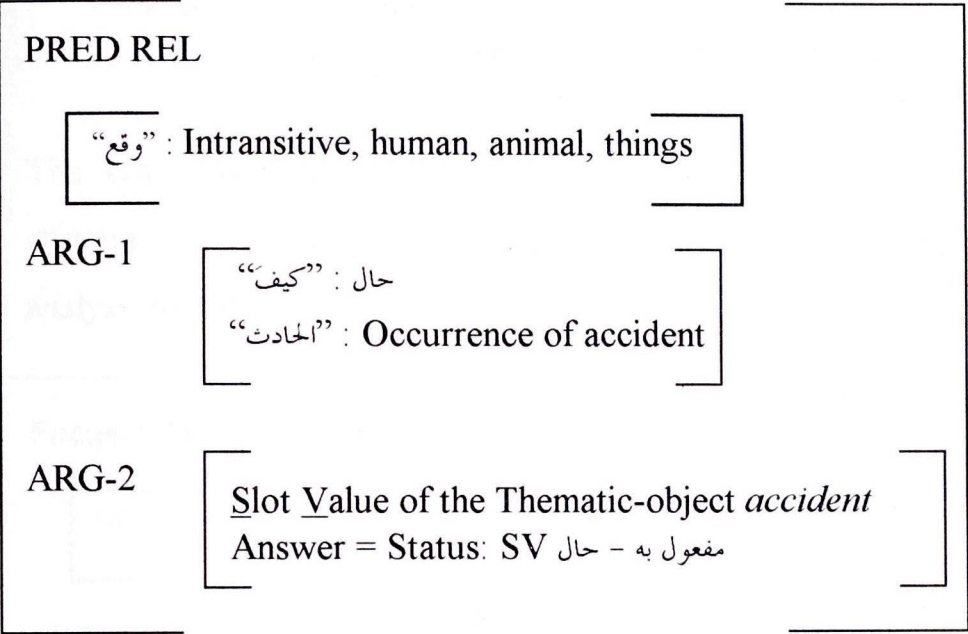 PRED REL
“وقع” : Intransitive, human, animal, things
ARG-1
“كيفَ” : حال
“الحادث” : Occurrence of accident
ARG-2
Slot Value of the Thematic-object accident
Answer = Status: SV مفعول به - حال